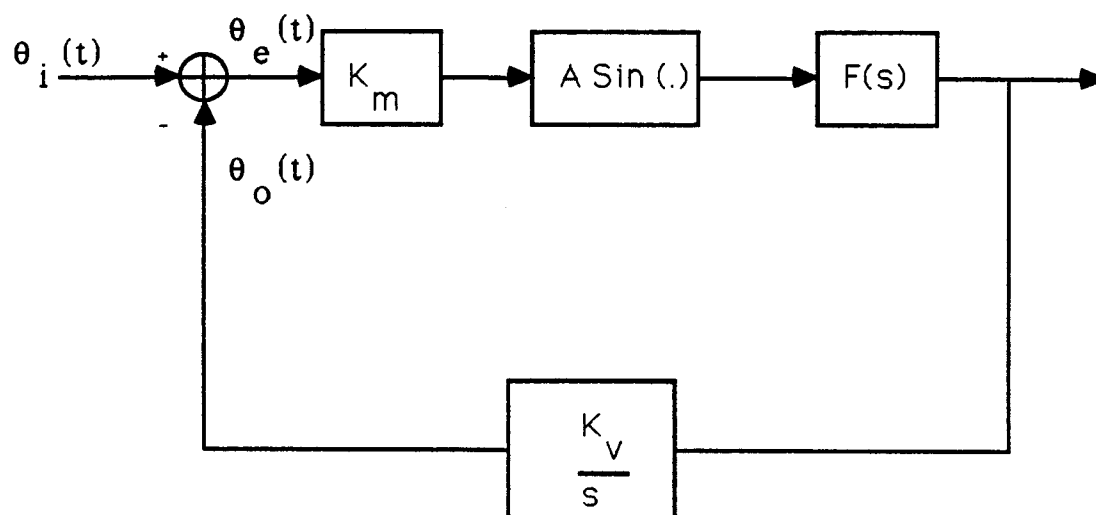 θi(t)
+
-
θe(t)
θo(t)
Km
A Sin (.)
F(s)
Kv
s